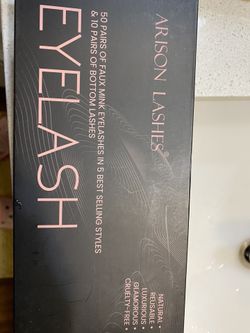 ARISON LASHES®
50 PAIRS OF FAUX MINK EYELASHES IN 5 BEST SELLING STYLES
& 10 PAIRS OF BOTTOM LASHES
EYELASH
NATURAL •
REUSABLE •
LUXURIOUS •
GLAMOROUS •
CRUELTY-FREE •